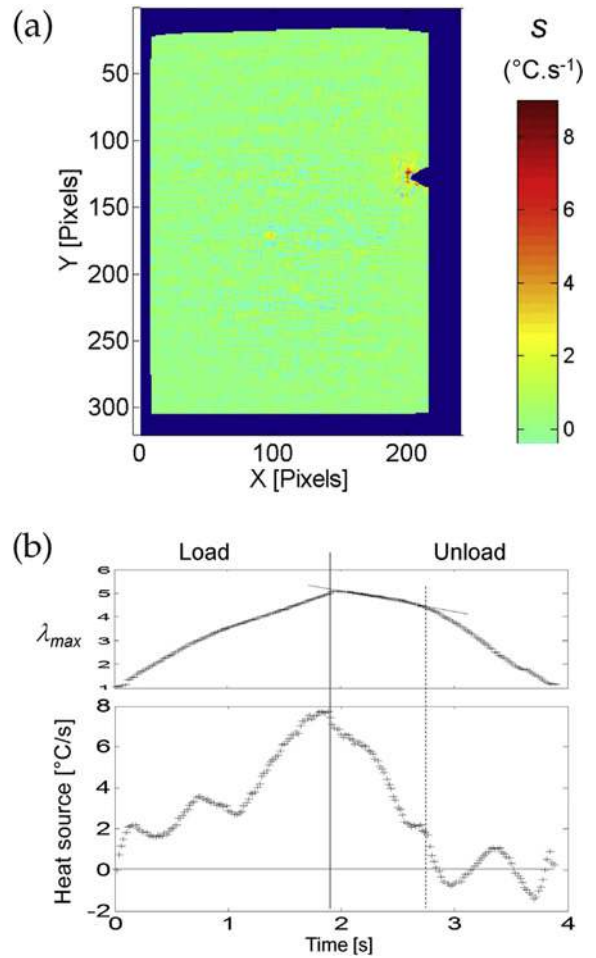 (a)
s
(°C.s-1)
50
100
150
200
250
300
Y [Pixels]
0 100 200
X [Pixels]
8
6
4
2
0
(b)
Load Unload
6
5
4
3
2
1
λmax
8
6
4
2
0
-2
Heat source [°C/s]
0 1 2 3 4
Time [s]